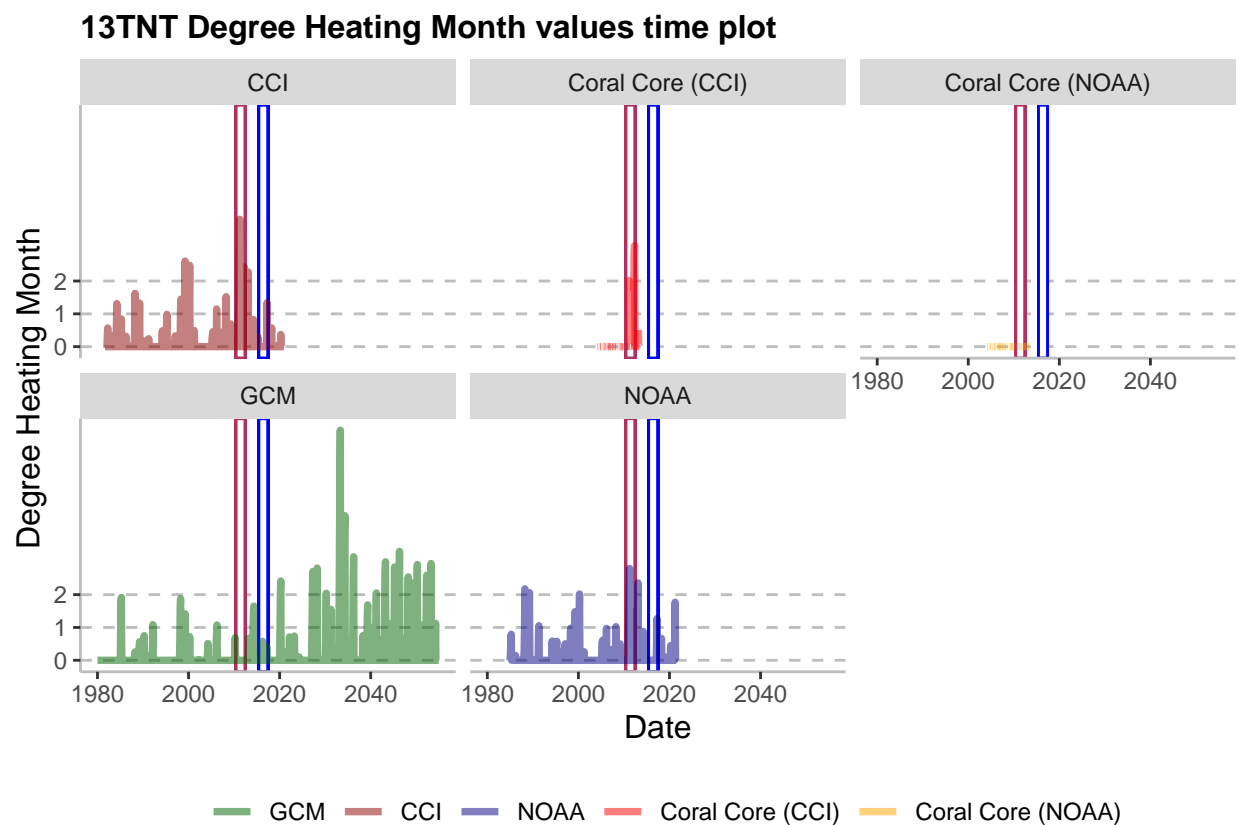 13TNT Degree Heating Month values time plot
CCI
Coral Core (CCI)
Coral Core (NOAA)
2
1
0
1980 2000 2020 2040
GCM
NOAA
2
1
0
1980 2000 2020 2040
1980 2000 2020 2040
Degree Heating Month
Date
GCM CCI NOAA Coral Core (CCI) Coral Core (NOAA)